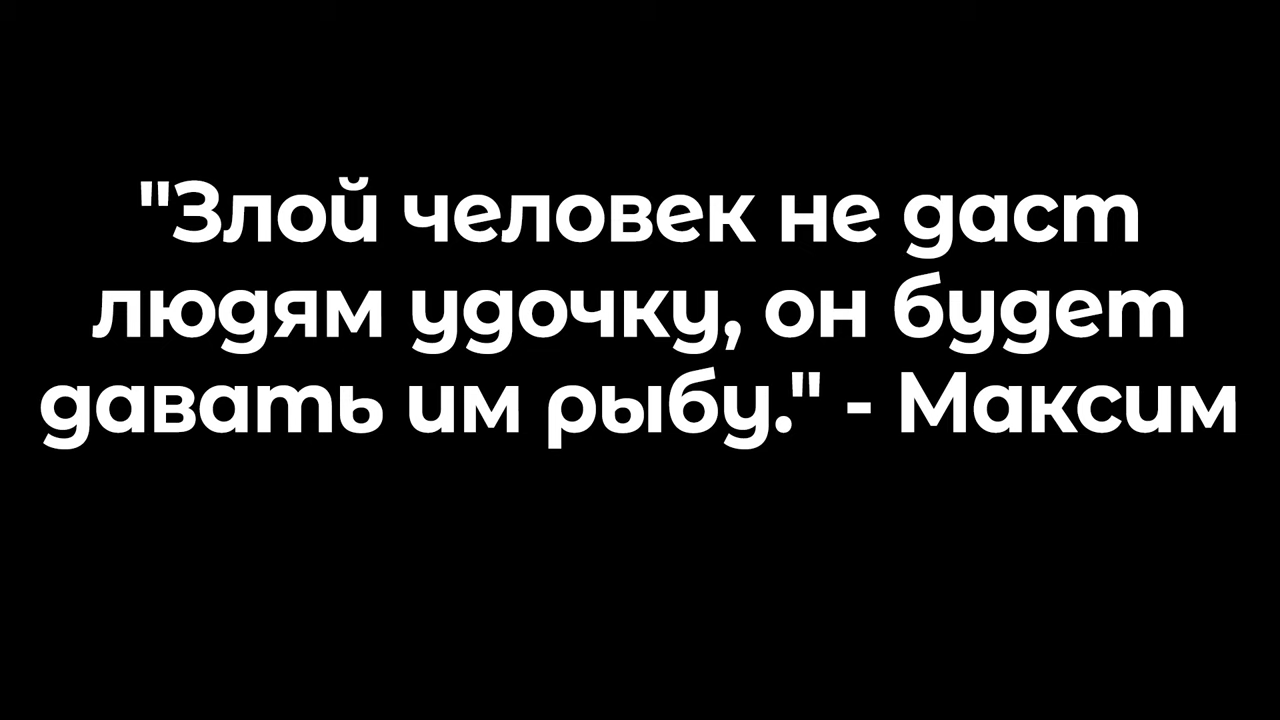 "Злой человек не даст
людям удочку, он будет
давать им рыбу." - Максим